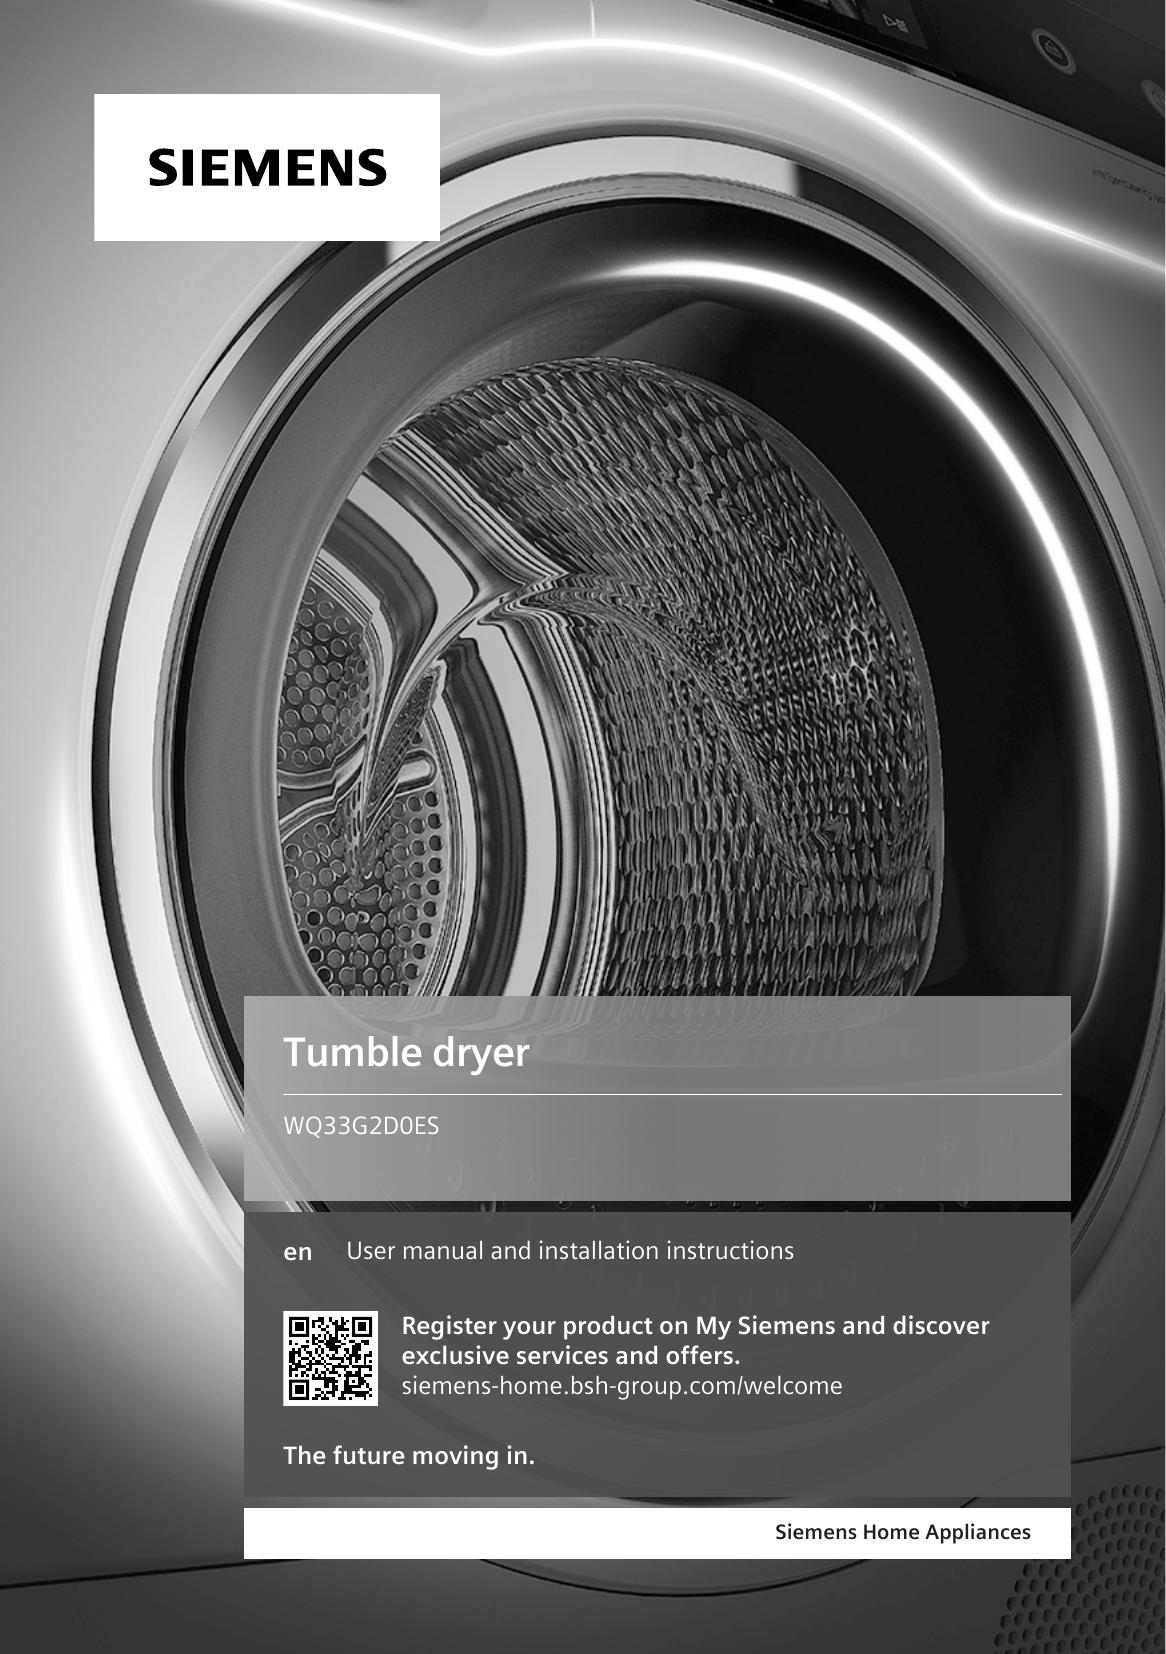 SIEMENS
Tumble dryer
WQ33G2D0ES
en User manual and installation instructions
Register your product on My Siemens and discover
exclusive services and offers.
siemens-home.bsh-group.com/welcome
The future moving in.
Siemens Home Appliances